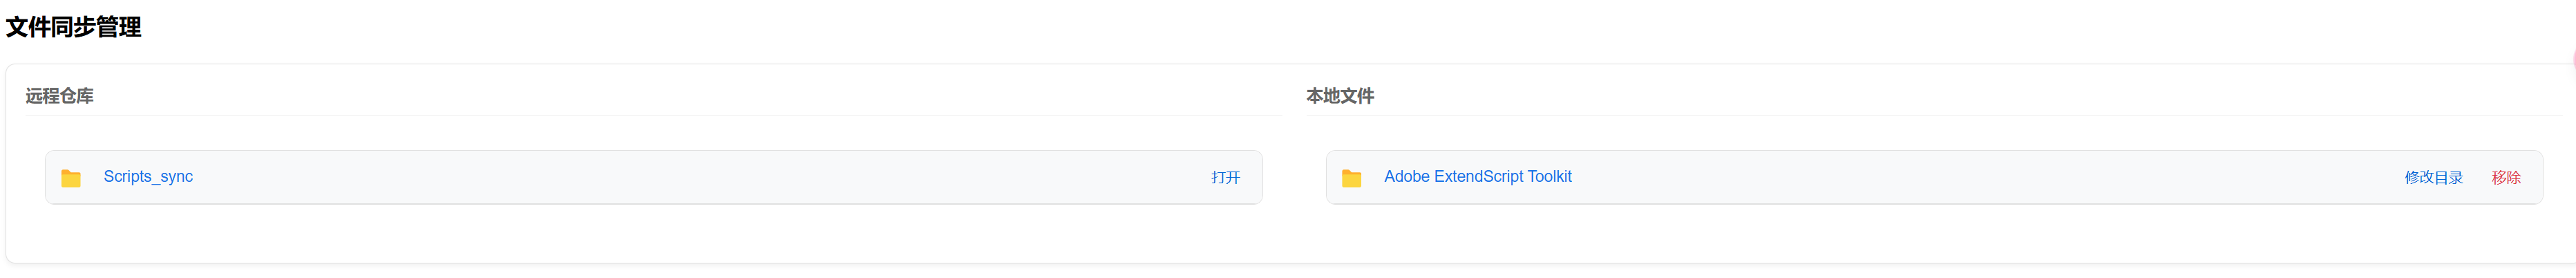 文件同步管理
远程仓库
Scripts_sync 打开
本地文件
Adobe ExtendScript Toolkit 修改目录 移除